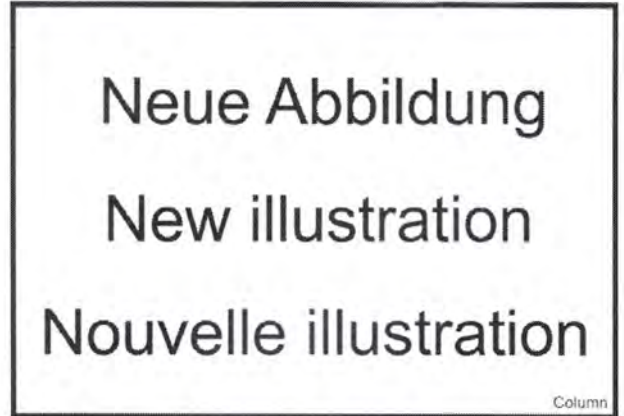 Neue Abbildung
New illustration
Nouvelle illustration
Column